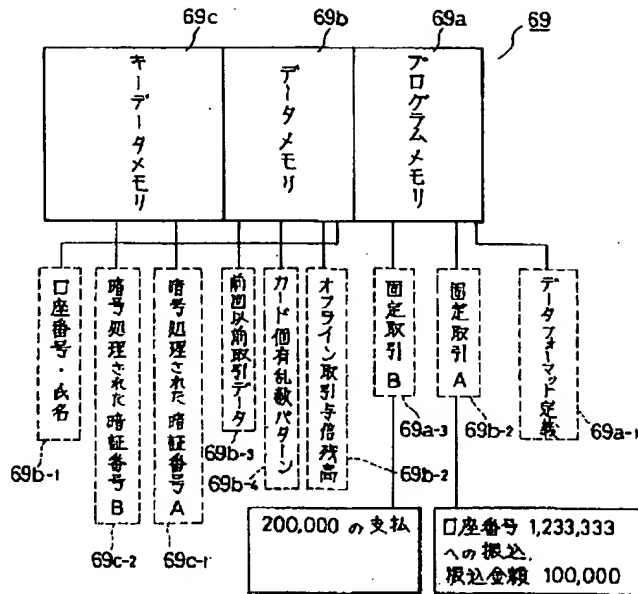 69c
69b
69a
69
キーデータメモリ
データメモリ
プログラムメモリ
口座番号・氏名
暗号処理された暗証番号B
暗号処理された暗証番号A
前回以前取引データ
カード個有乱数パターン
オフライン取引与信残高
固定取引B
固定取引A
データフォーマット定義
69b-1
69c-2
69c-1
69b-3
69b-4
69b-2
69a-3
69b-2
69a-1
200,000 の支払
口座番号 1,233,333
への振込,
振込金額 100,000